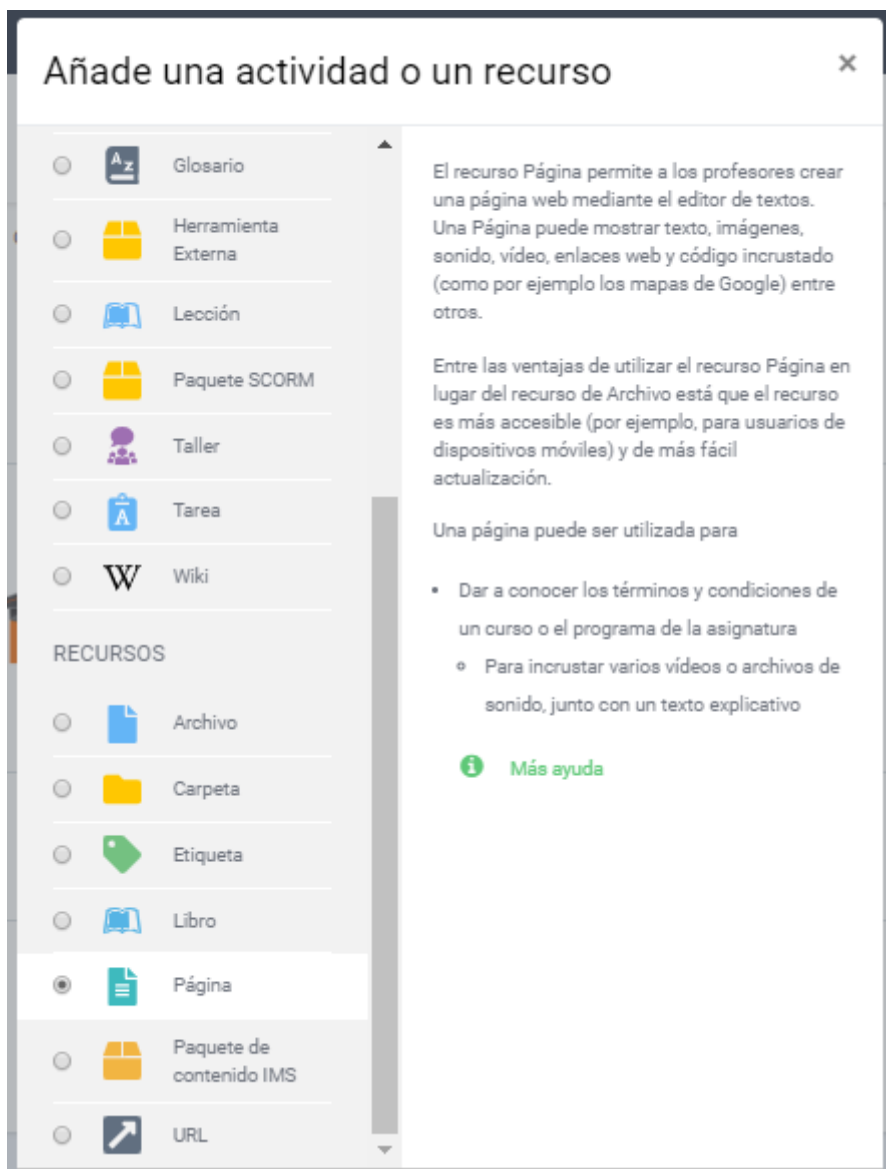 Añade una actividad o un recurso
×
Glosario
Herramienta
Externa
Lección
Paquete SCORM
Taller
Tarea
Wiki
RECURSOS
Archivo
Carpeta
Etiqueta
Libro
Página
Paquete de
contenido IMS
URL
El recurso Página permite a los profesores crear
una página web mediante el editor de textos.
Una Página puede mostrar texto, imágenes,
sonido, vídeo, enlaces web y código incrustado
(como por ejemplo los mapas de Google) entre
otros.
Entre las ventajas de utilizar el recurso Página en
lugar del recurso de Archivo está que el recurso
es más accesible (por ejemplo, para usuarios de
dispositivos móviles) y de más fácil
actualización.
Una página puede ser utilizada para
• Dar a conocer los términos y condiciones de
un curso o el programa de la asignatura
Para incrustar varios vídeos o archivos de
sonido, junto con un texto explicativo
Más ayuda